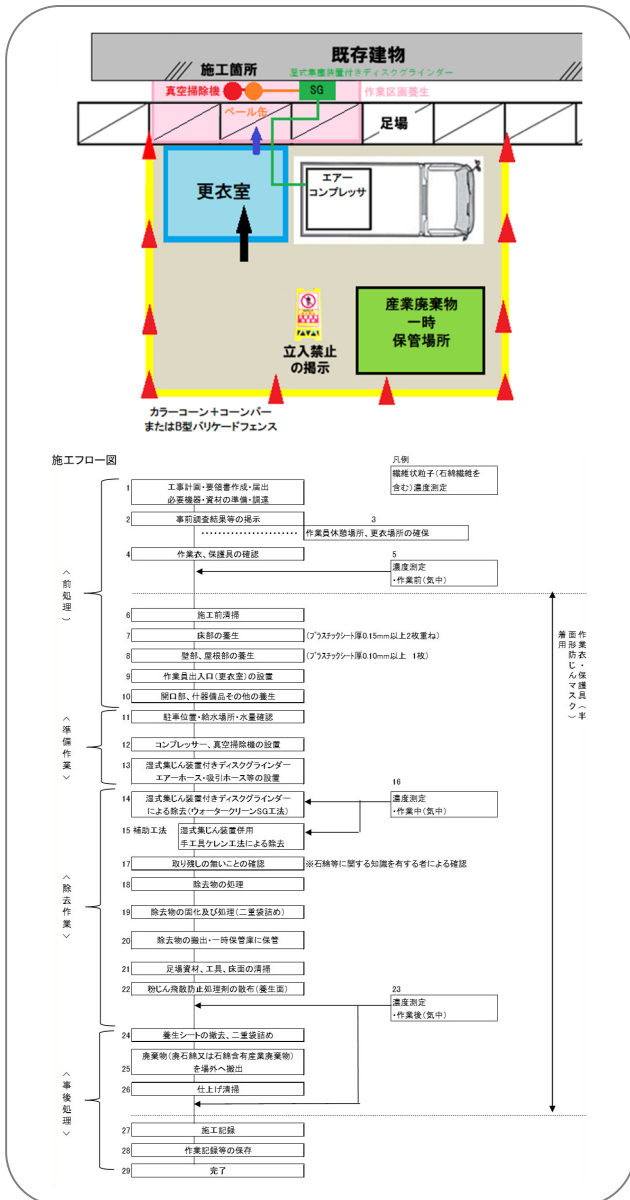 既存建物
施工箇所
湿式集塵装置付きディスクグラインダー
真空掃除機
SG
作業区画養生
ペール缶
足場
更衣室
エアー
コンプレッサ
産業廃棄物
一時
保管場所
立入禁止
の掲示
カラーコーン+コーンバー
またはB型バリケードフェンス
施工フロー図
凡例
繊維状粒子(石綿繊維を
含む)濃度測定
1
工事計画・要領書作成・届出
必要機器・資材の準備・調達
2
事前調査結果等の掲示
3
作業員休憩場所、更衣場所の確保
4
作業衣、保護具の確認
5
濃度測定
・作業前(気中)
<前処理>
6
施工前清掃
7
床部の養生
(プラスチックシート厚0.15mm以上2枚重ね)
8
壁部、屋根部の養生
(プラスチックシート厚0.10mm以上 1枚)
9
作業員出入口(更衣室)の設置
10
開口部、什器備品その他の養生
作業衣・保護具(半
面形防じんマスク)
着用
<準備作業>
11
駐車位置・給水場所・水量確認
12
コンプレッサー、真空掃除機の設置
13
湿式集じん装置付きディスクグラインダー
エアーホース・吸引ホース等の設置
<除去作業>
14
湿式集じん装置付きディスクグラインダー
による除去(ウォータークリーンSG工法)
16
濃度測定
・作業中(気中)
15 補助工法
湿式集じん装置併用
手工具ケレン工法による除去
17
取り残しの無いことの確認
※石綿等に関する知識を有する者による確認
18
除去物の処理
19
除去物の固化及び処理(二重袋詰め)
20
除去物の搬出・一時保管庫に保管
21
足場資材、工具、床面の清掃
22
粉じん飛散防止処理剤の散布(養生面)
23
濃度測定
・作業後(気中)
<事後処理>
24
養生シートの撤去、二重袋詰め
25
廃棄物(廃石綿又は石綿含有産業廃棄物)
を場外へ搬出
26
仕上げ清掃
27
施工記録
28
作業記録等の保存
29
完了